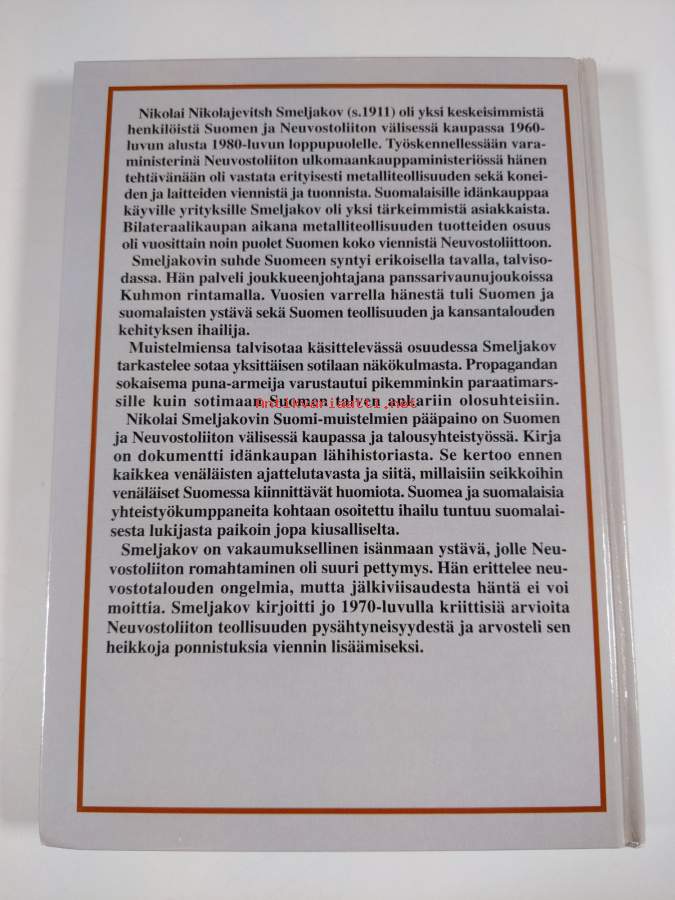 Nikolai Nikolajevitsh Smeljakov (s.1911) oli yksi keskeisimmistä
henkilöistä Suomen ja Neuvostoliiton välisessä kaupassa 1960-
luvun alusta 1980-luvun loppupuolelle. Työskennellessään vara-
ministerinä Neuvostoliiton ulkomaankauppaministeriössä hänen
tehtävänään oli vastata erityisesti metalliteollisuuden sekä konei-
den ja laitteiden viennistä ja tuonnista. Suomalaisille idänkauppaa
käyville yrityksille Smeljakov oli yksi tärkeimmistä asiakkaista.
Bilateraalikaupan aikana metalliteollisuuden tuotteiden osuus
oli vuosittain noin puolet Suomen koko viennistä Neuvostoliittoon.
Smeljakovin suhde Suomeen syntyi erikoisella tavalla, talviso-
dassa. Hän palveli joukkueenjohtajana panssarivaunujoukoissa
Kuhmon rintamalla. Vuosien varrella hänestä tuli Suomen ja
suomalaisten ystävä sekä Suomen teollisuuden ja kansantalouden
kehityksen ihailija.
Muistelmiensa talvisotaa käsittelevässä osuudessa Smeljakov
tarkastelee sotaa yksittäisen sotilaan näkökulmasta. Propagandan
sokaisema puna-armeija varustautui pikemminkin paraatimars-
sille kuin sotimaan Suomen talven ankariin olosuhteisiin.
Antikvariaatti.net
Nikolai Smeljakovin Suomi-muistelmien pääpaino on Suomen
ja Neuvostoliiton välisessä kaupassa ja talousyhteistyössä. Kirja
on dokumentti idänkaupan lähihistoriasta. Se kertoo ennen
kaikkea venäläisten ajattelutavasta ja siitä, millaisiin seikkoihin
venäläiset Suomessa kiinnittävät huomiota. Suomea ja suomalaisia
yhteistyökumppaneita kohtaan osoitettu ihailu tuntuu suomalai-
sesta lukijasta paikoin jopa kiusalliselta.
Smeljakov on vakaumuksellinen isänmaan ystävä, jolle Neu-
vostoliiton romahtaminen oli suuri pettymys. Hän erittelee neu-
vostotalouden ongelmia, mutta jälkiviisaudesta häntä ei voi
moittia. Smeljakov kirjoitti jo 1970-luvulla kriittisiä arvioita
Neuvostoliiton teollisuuden pysähtyneisyydestä ja arvosteli sen
heikkoja ponnistuksia viennin lisäämiseksi.